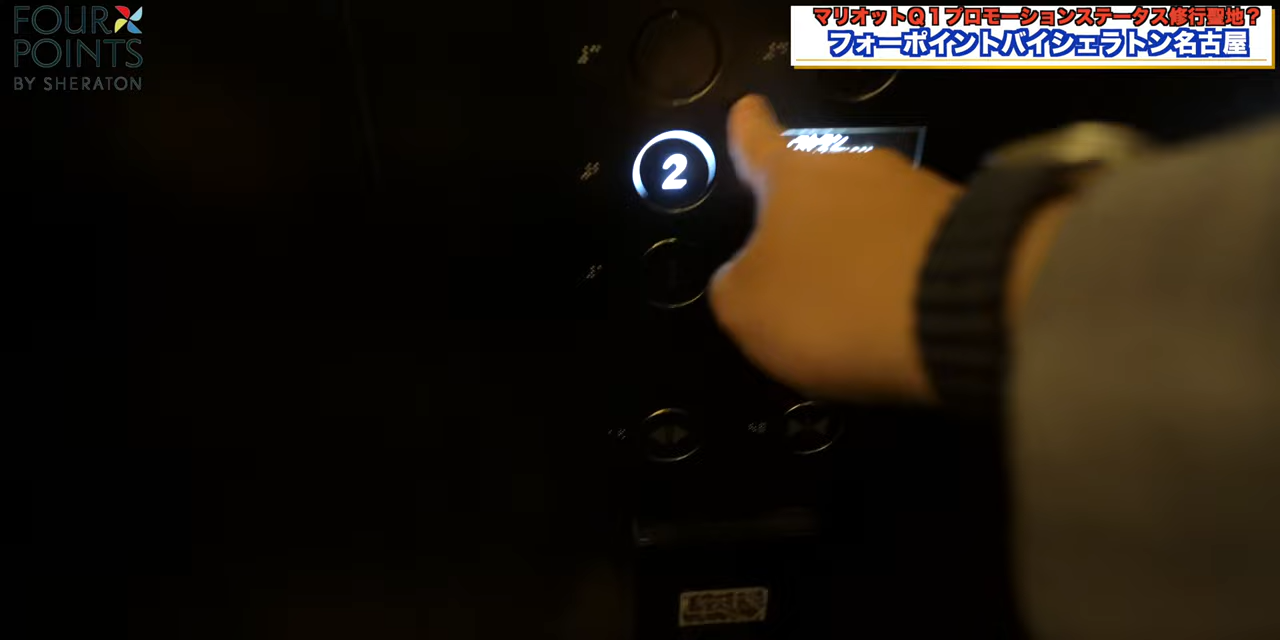 FOUR
POINTS
BY SHERATON
マリオットQ1プロモーションステータス修行聖地?
フォーポイントバイシェラトン名古屋
2